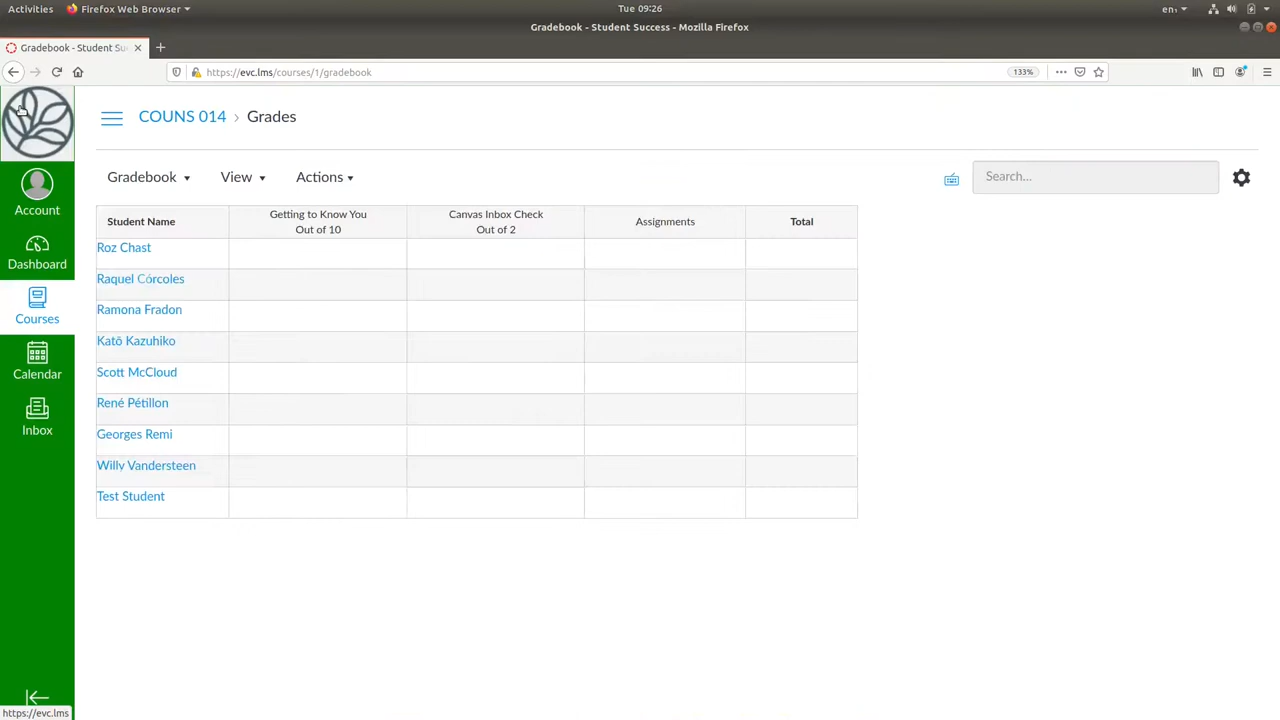 Activities Firefox Web Browser Tue 09:26 en₁
Gradebook - Student Success - Mozilla Firefox
Gradebook - Student Su
https://evc.lms/courses/1/gradebook 133%
COUNS 014 › Grades
Account
Dashboard
Courses
Calendar
Inbox
Gradebook View Actions Search...
Student Name Getting to Know You Canvas Inbox Check Assignments Total
Out of 10 Out of 2
Roz Chast
Raquel Córcoles
Ramona Fradon
Katō Kazuhiko
Scott McCloud
René Pétillon
Georges Remi
Willy Vandersteen
Test Student
https://evc.lms